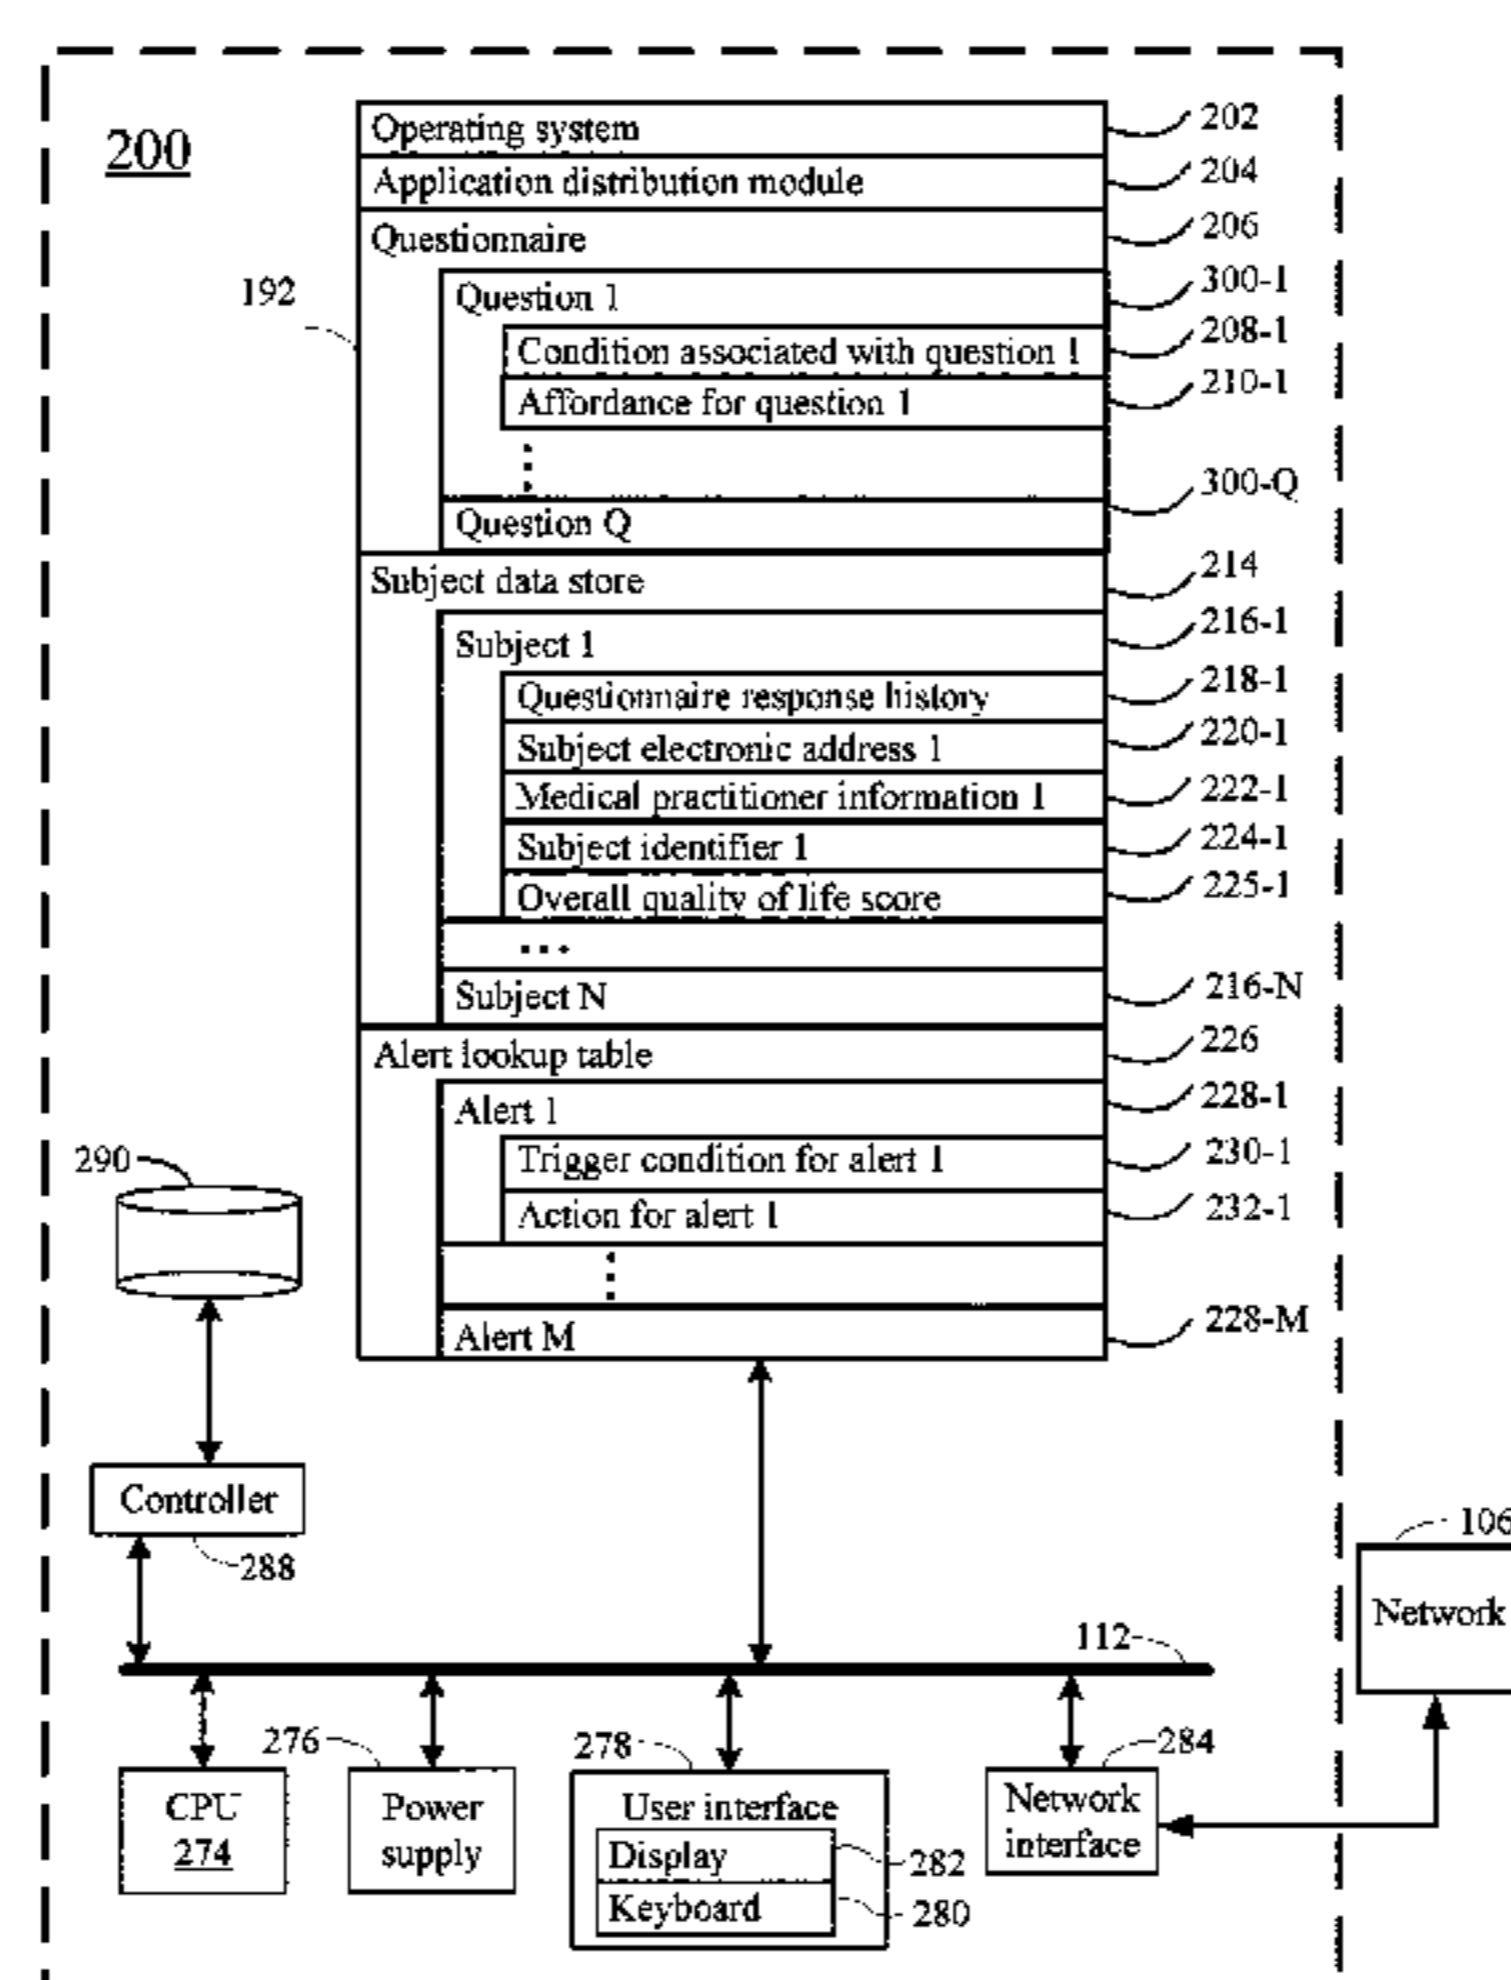 200
Operating system 202
Application distribution module 204
Questionnaire 206
192
Question 1 300-1
Condition associated with question 1 208-1
Affordance for question 1 210-1
⋮
Question Q 300-Q
Subject data store 214
Subject 1 216-1
Questionnaire response history 218-1
Subject electronic address 1 220-1
Medical practitioner information 1 222-1
Subject identifier 1 224-1
Overall quality of life score 225-1
...
Subject N 216-N
Alert lookup table 226
Alert 1 228-1
Trigger condition for alert 1 230-1
Action for alert 1 232-1
⋮
Alert M 228-M
290
Controller
288
106
Network
112
CPU
274
276
Power
supply
278
User interface
Display 282
Keyboard 280
284
Network
interface